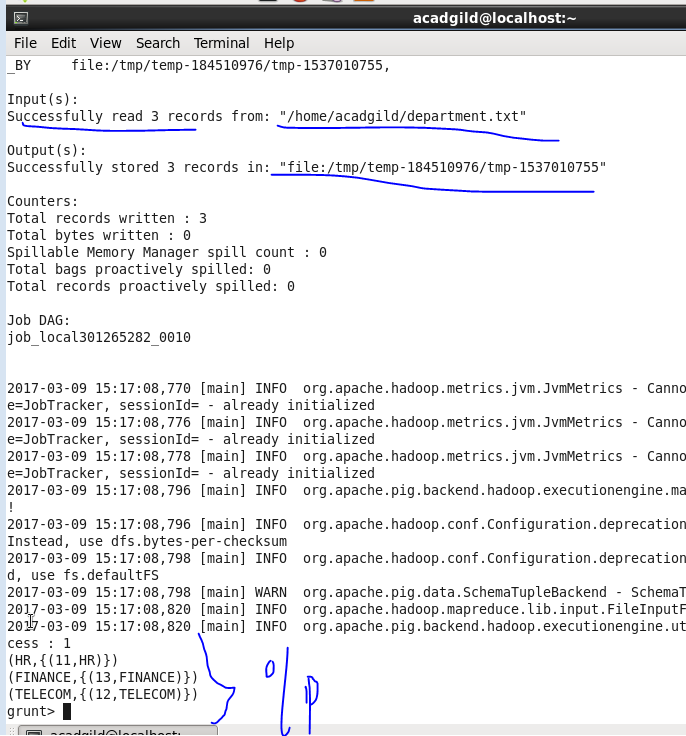 acadgild@localhost:~
File Edit View Search Terminal Help
_BY     file:/tmp/temp-184510976/tmp-1537010755,
Input(s):
Successfully read 3 records from: "/home/acadgild/department.txt"
Output(s):
Successfully stored 3 records in: "file:/tmp/temp-184510976/tmp-1537010755"
Counters:
Total records written : 3
Total bytes written : 0
Spillable Memory Manager spill count : 0
Total bags proactively spilled: 0
Total records proactively spilled: 0
Job DAG:
job_local301265282_0010
2017-03-09 15:17:08,770 [main] INFO  org.apache.hadoop.metrics.jvm.JvmMetrics - Canno
e=JobTracker, sessionId= - already initialized
2017-03-09 15:17:08,776 [main] INFO  org.apache.hadoop.metrics.jvm.JvmMetrics - Canno
e=JobTracker, sessionId= - already initialized
2017-03-09 15:17:08,778 [main] INFO  org.apache.hadoop.metrics.jvm.JvmMetrics - Canno
e=JobTracker, sessionId= - already initialized
2017-03-09 15:17:08,796 [main] INFO  org.apache.pig.backend.hadoop.executionengine.ma
!
2017-03-09 15:17:08,796 [main] INFO  org.apache.hadoop.conf.Configuration.deprecation
Instead, use dfs.bytes-per-checksum
2017-03-09 15:17:08,798 [main] INFO  org.apache.hadoop.conf.Configuration.deprecation
d, use fs.defaultFS
2017-03-09 15:17:08,798 [main] WARN  org.apache.pig.data.SchemaTupleBackend - SchemaT
2017-03-09 15:17:08,820 [main] INFO  org.apache.hadoop.mapreduce.lib.input.FileInputF
2017-03-09 15:17:08,820 [main] INFO  org.apache.pig.backend.hadoop.executionengine.ut
cess : 1
(HR,{(11,HR)})
(FINANCE,{(13,FINANCE)})
(TELECOM,{(12,TELECOM)})
o/p
grunt>
acadgild@localhost: